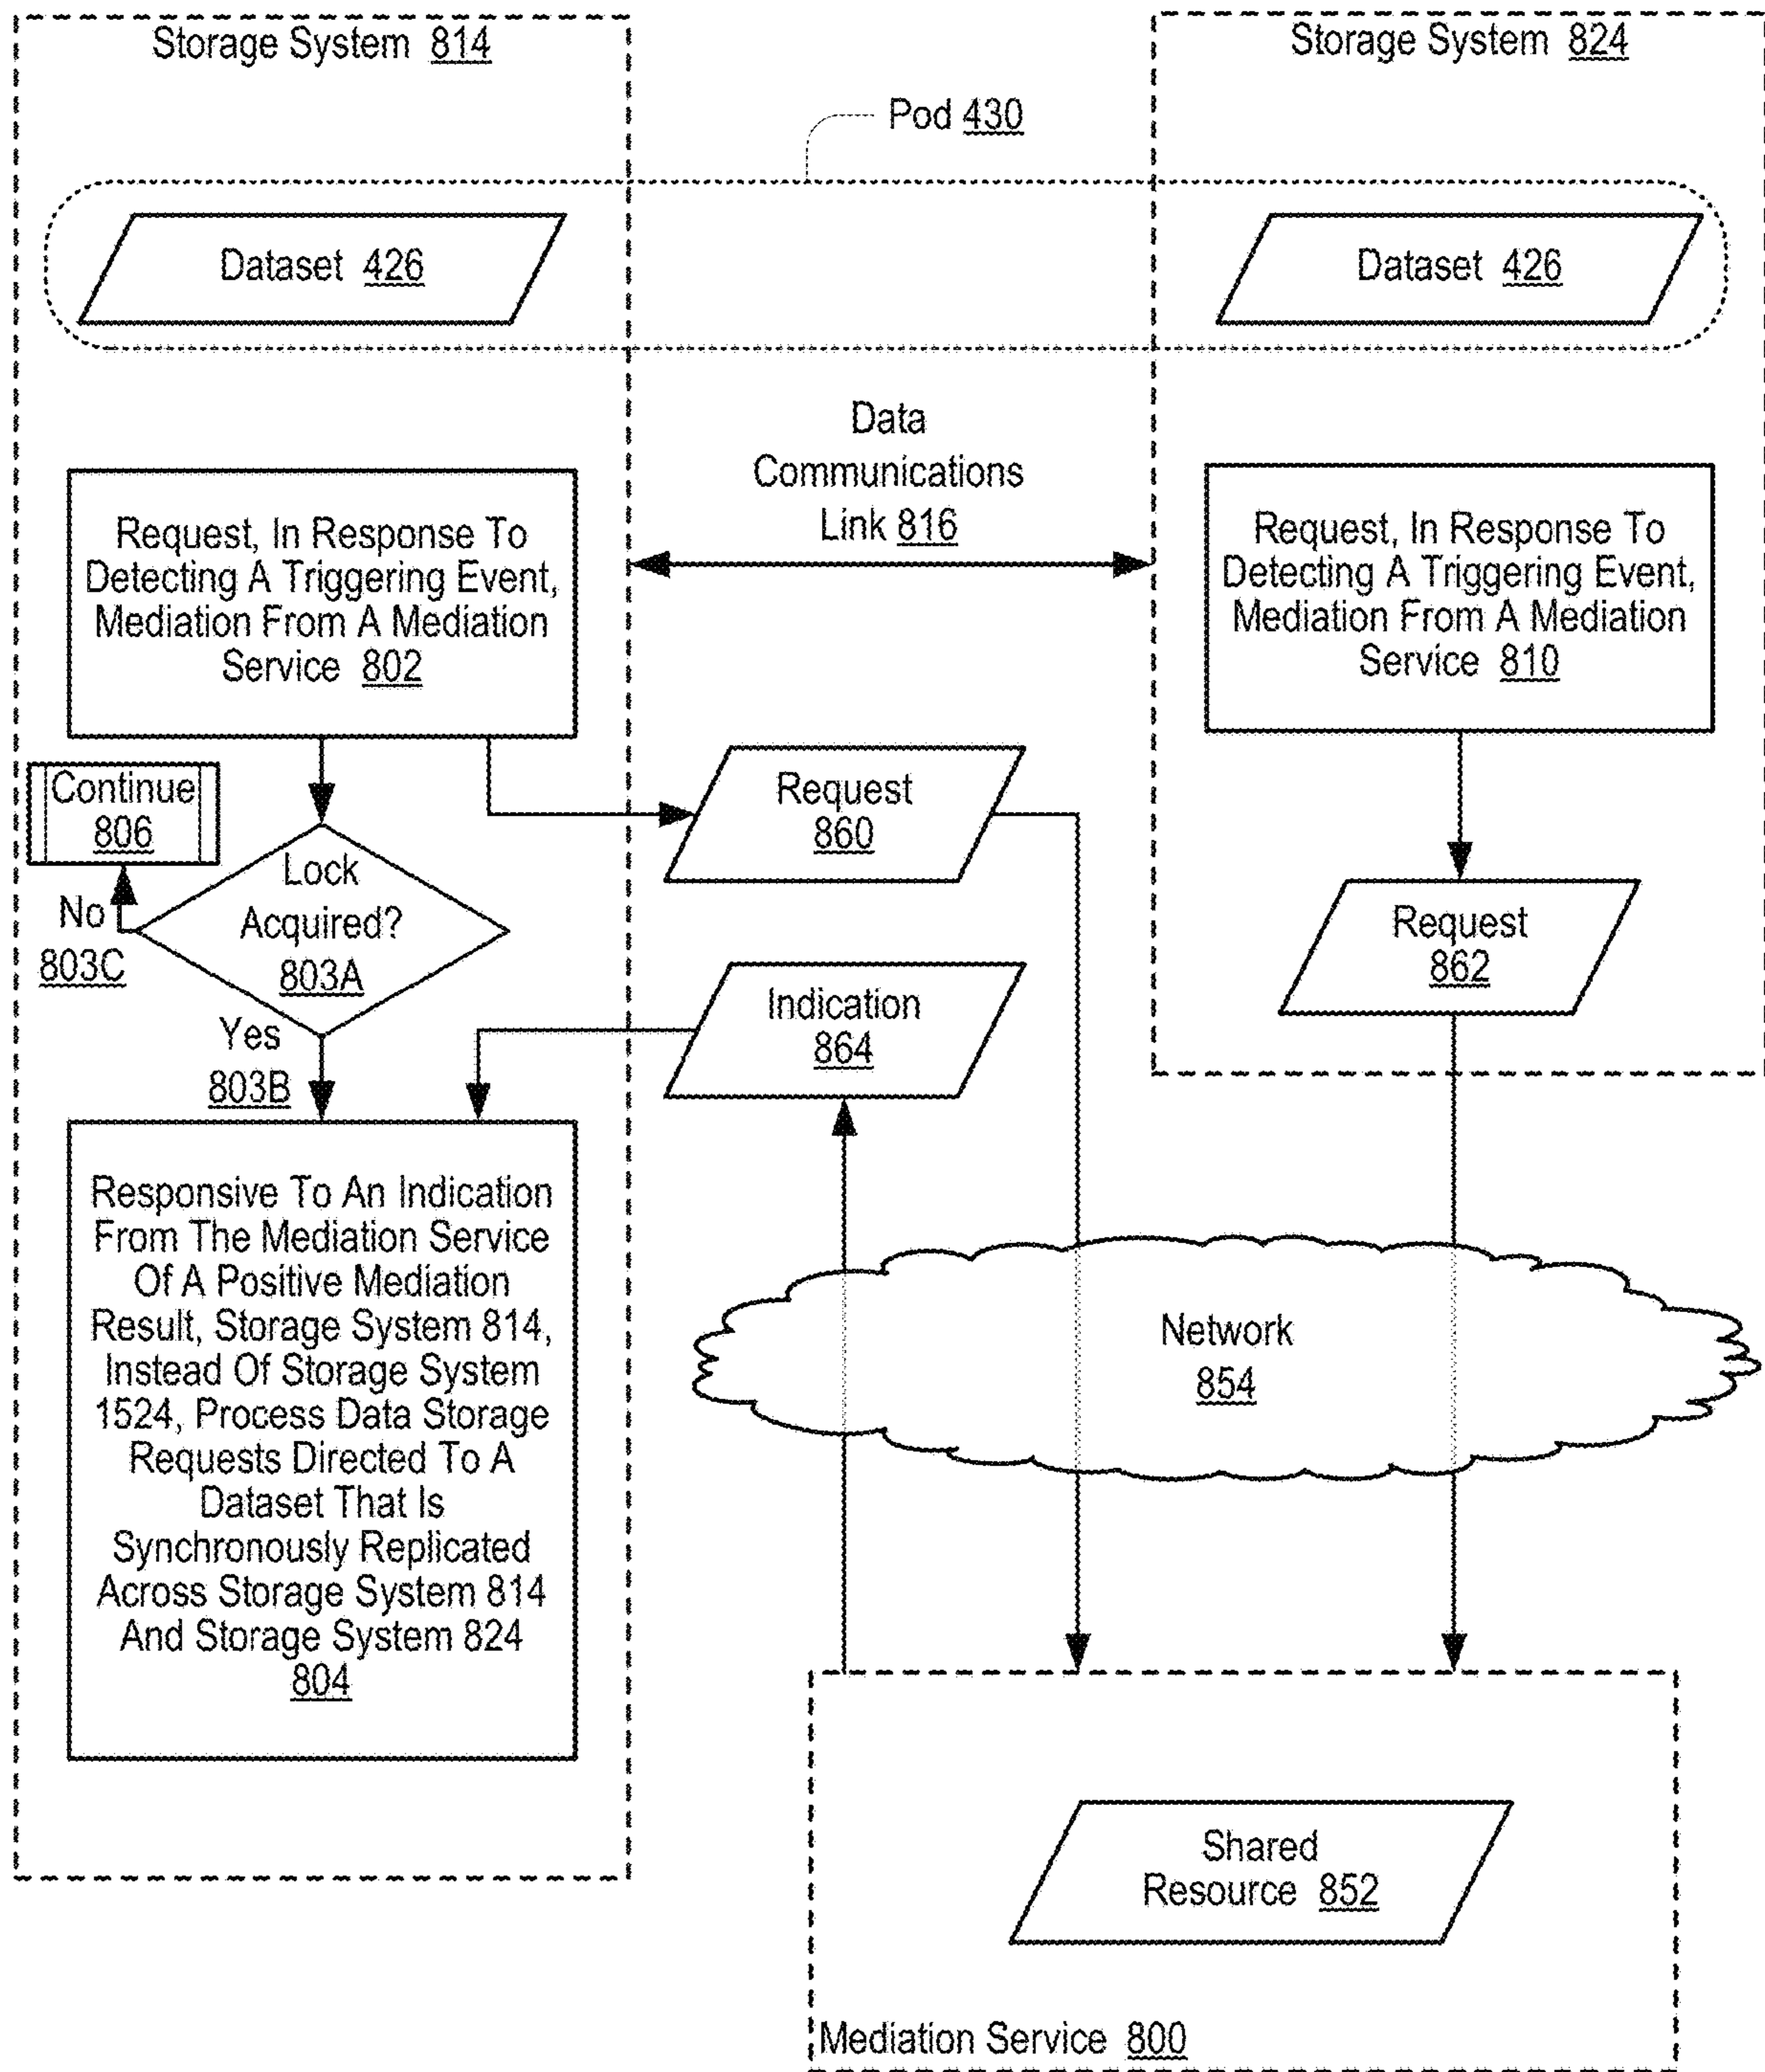 Storage System 814
Storage System 824
Pod 430
Dataset 426
Dataset 426
Data
Communications
Link 816
Request, In Response To
Detecting A Triggering Event,
Mediation From A Mediation
Service 802
Request, In Response To
Detecting A Triggering Event,
Mediation From A Mediation
Service 810
Continue
806
Request
860
Lock
Acquired?
803A
No
803C
Request
862
Indication
864
Yes
803B
Responsive To An Indication
From The Mediation Service
Of A Positive Mediation
Result, Storage System 814,
Instead Of Storage System
1524, Process Data Storage
Requests Directed To A
Dataset That Is
Synchronously Replicated
Across Storage System 814
And Storage System 824
804
Network
854
Shared
Resource 852
Mediation Service 800